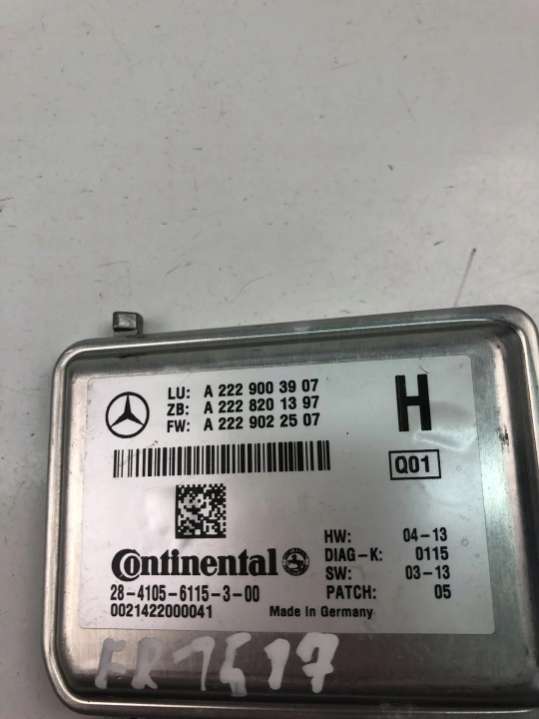 LU: A 222 900 39 07
ZB: A 222 820 13 97
FW: A 222 902 25 07
H
Q01
Continental
28-4105-6115-3-00
0021422000041
HW: 04-13
DIAG-K: 0115
SW: 03-13
PATCH: 05
Made in Germany